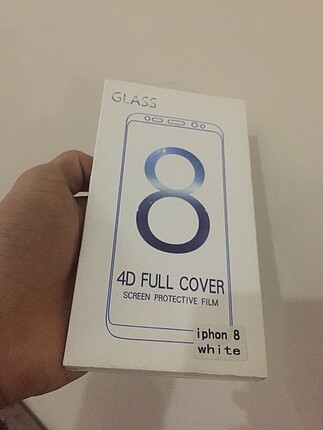 GLASS
8
4D FULL COVER
SCREEN PROTECTIVE FILM
iphon 8
white